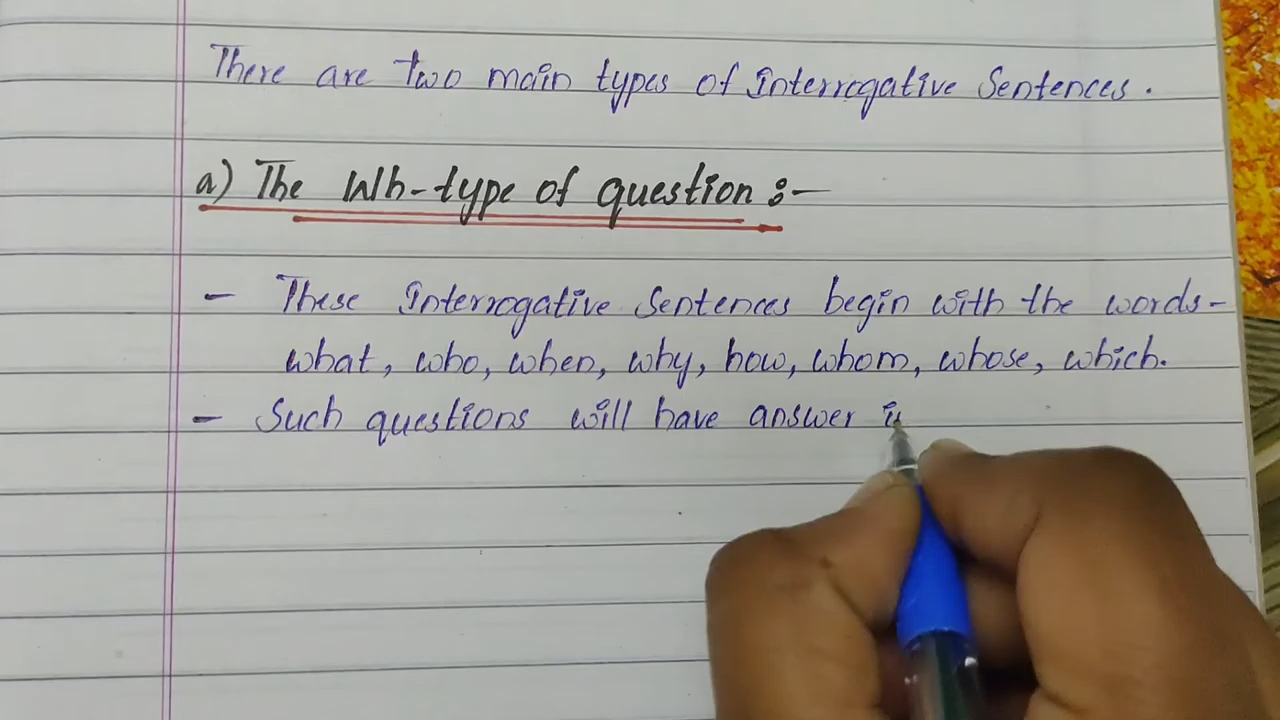 There are two main types of Interrogative Sentences.
a) The Wh-type of question :-
- These Interrogative Sentences begin with the words-
what, who, when, why, how, whom, whose, which.
- Such questions will have answer